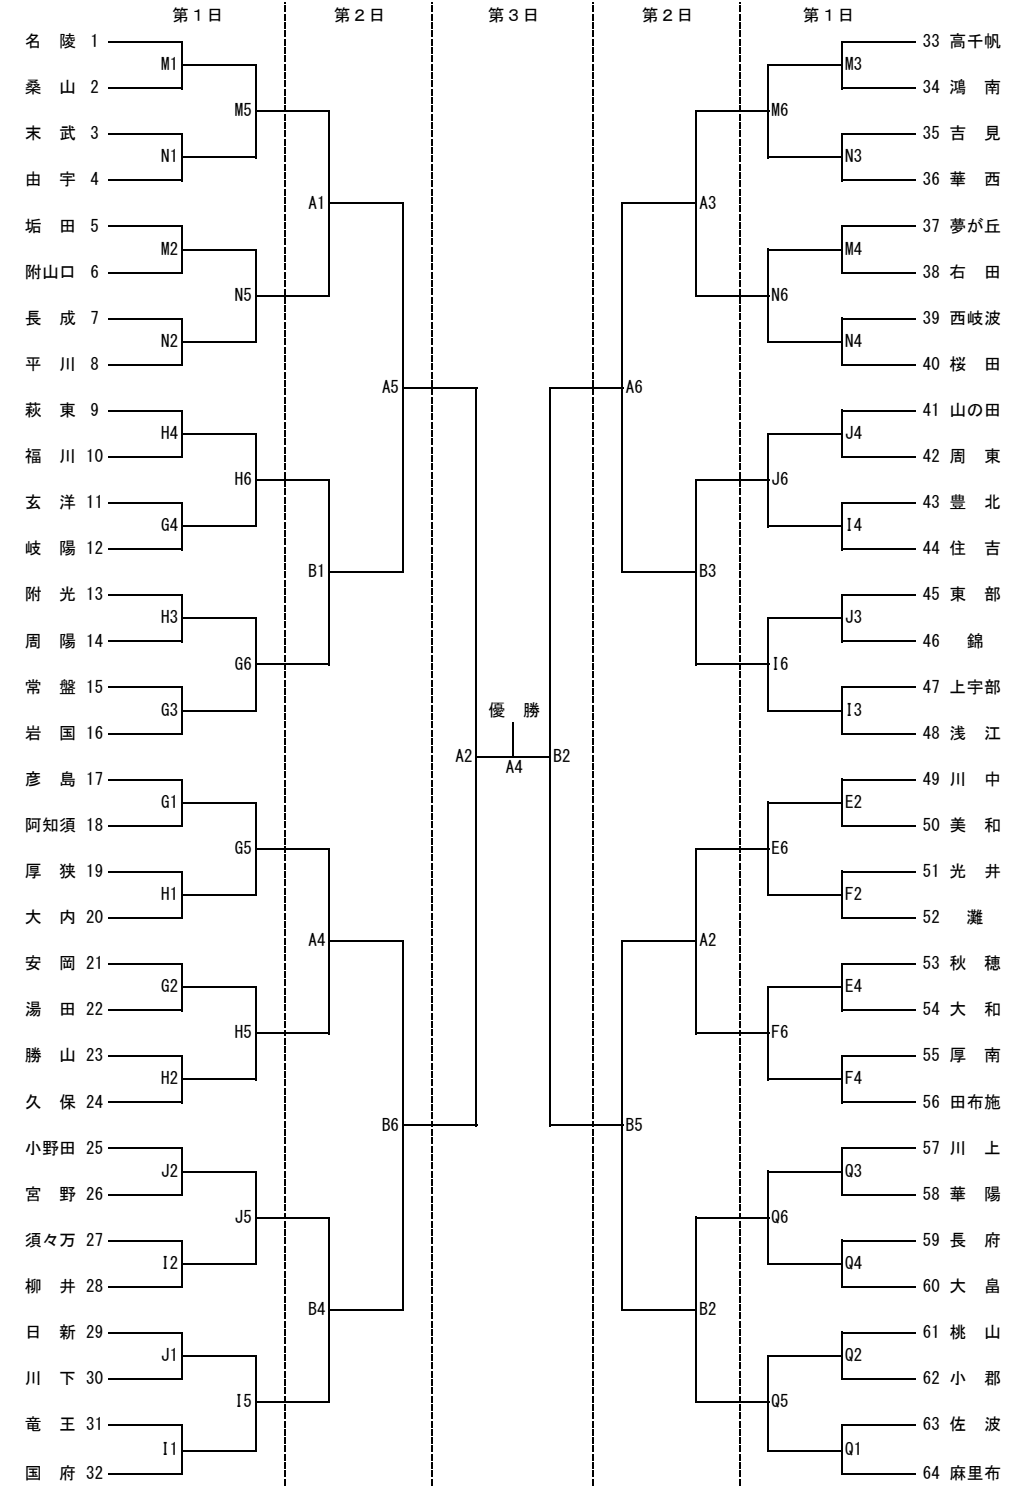 第１日 第２日 第３日 第２日 第１日
名　陵 1 33 高千帆
M1 M3
桑　山 2 34 鴻　南
M5 M6
末　武 3 35 吉　見
N1 N3
由　宇 4 36 華　西
A1 A3
垢　田 5 37 夢が丘
M2 M4
附山口 6 38 右　田
N5 N6
長　成 7 39 西岐波
N2 N4
平　川 8 40 桜　田
A5 A6
萩　東 9 41 山の田
H4 J4
福　川 10 42 周　東
H6 J6
玄　洋 11 43 豊　北
G4 I4
岐　陽 12 44 住　吉
B1 B3
附　光 13 45 東　部
H3 J3
周　陽 14 46 錦
G6 I6
常　盤 15 47 上宇部
G3 I3
優　勝
岩　国 16 48 浅　江
A2 B2
A4
彦　島 17 49 川　中
G1 E2
阿知須 18 50 美　和
G5 E6
厚　狭 19 51 光　井
H1 F2
大　内 20 52 灘
A4 A2
安　岡 21 53 秋　穂
G2 E4
湯　田 22 54 大　和
H5 F6
勝　山 23 55 厚　南
H2 F4
久　保 24 56 田布施
B6 B5
小野田 25 57 川　上
J2 Q3
宮　野 26 58 華　陽
J5 Q6
須々万 27 59 長　府
I2 Q4
柳　井 28 60 大　畠
B4 B2
日　新 29 61 桃　山
J1 Q2
川　下 30 62 小　郡
I5 Q5
竜　王 31 63 佐　波
I1 Q1
国　府 32 64 麻里布